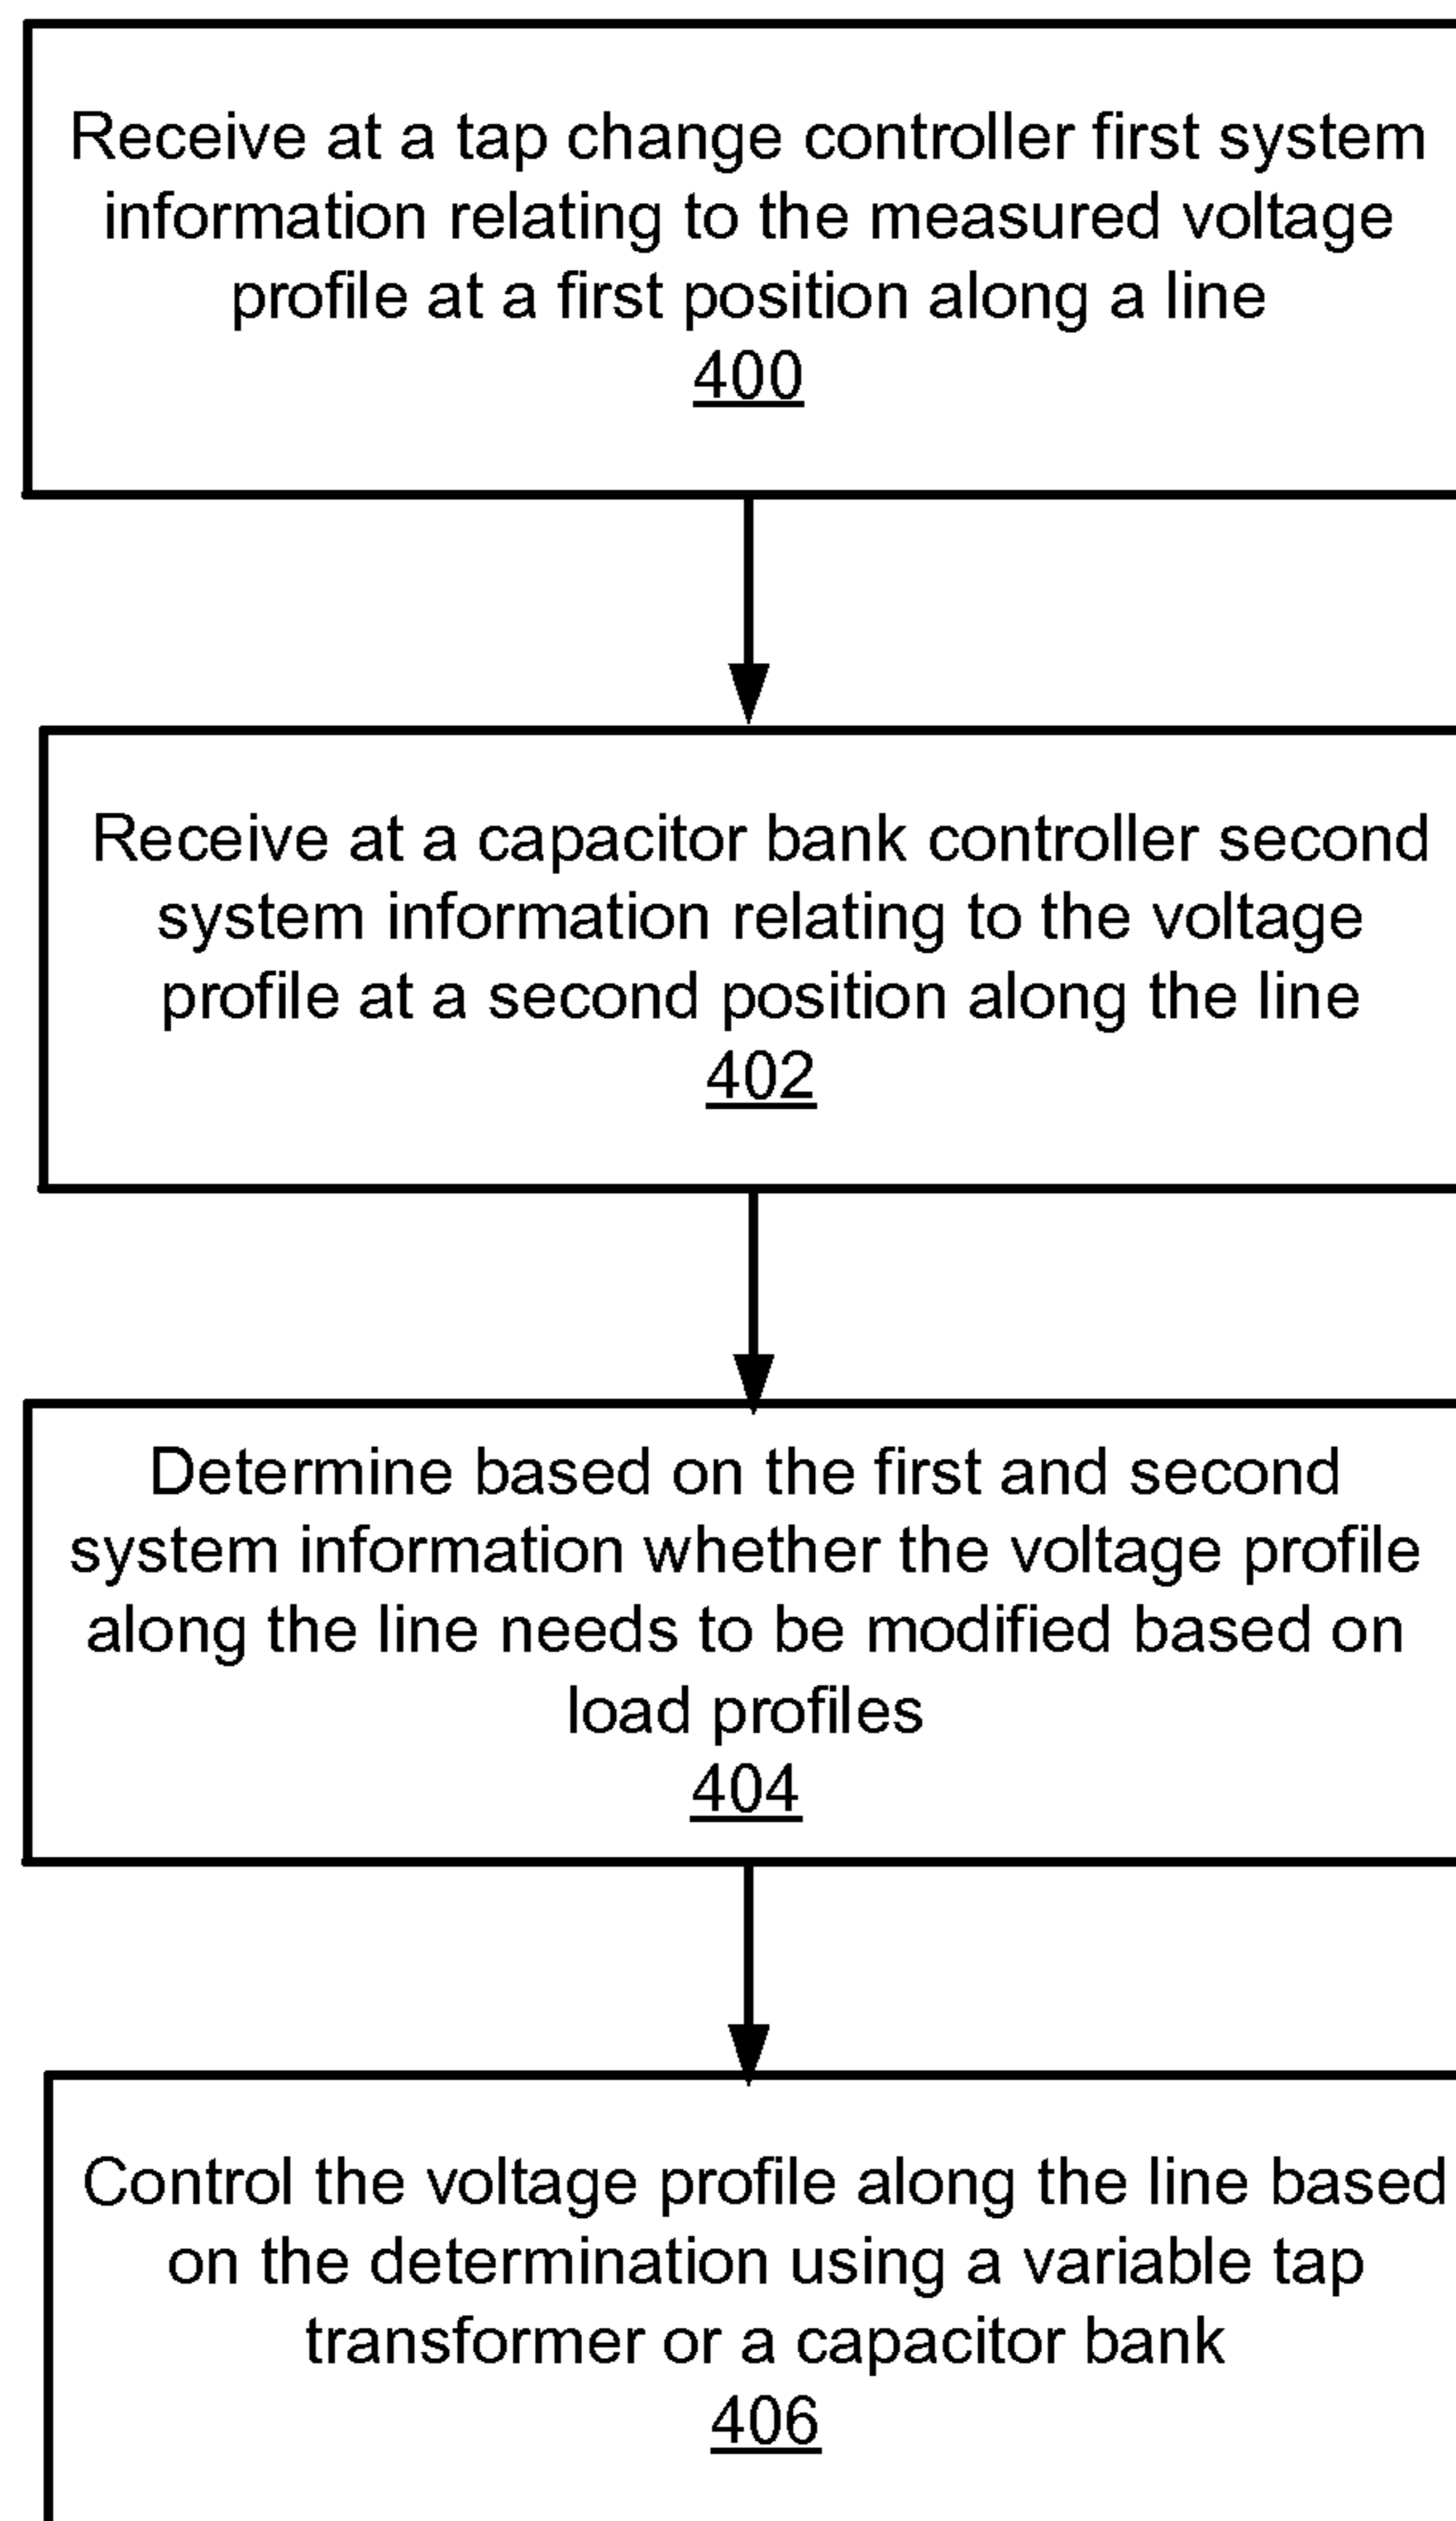 Receive at a tap change controller first system
information relating to the measured voltage
profile at a first position along a line
400
Receive at a capacitor bank controller second
system information relating to the voltage
profile at a second position along the line
402
Determine based on the first and second
system information whether the voltage profile
along the line needs to be modified based on
load profiles
404
Control the voltage profile along the line based
on the determination using a variable tap
transformer or a capacitor bank
406